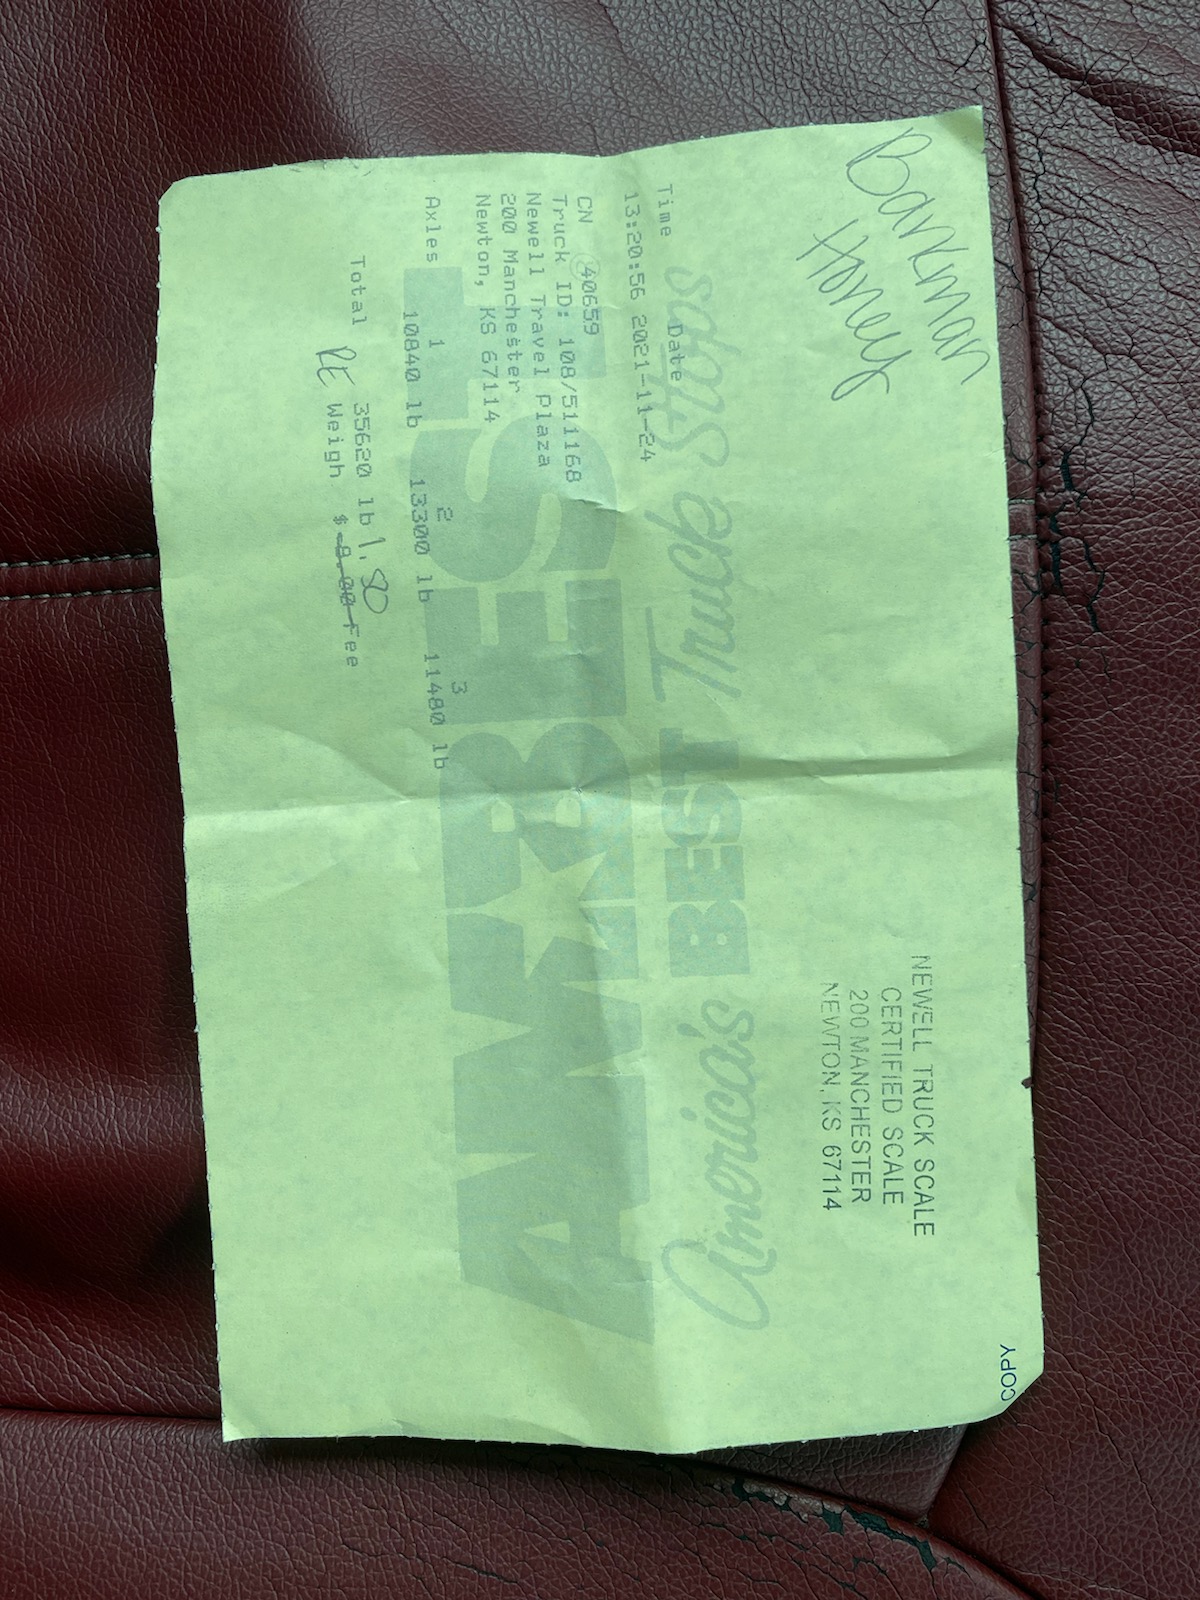 Bankman
Honey
COPY
NEWELL TRUCK SCALE
CERTIFIED SCALE
200 MANCHESTER
NEWTON, KS 67114
America's BEST Truck Stops
AMBEST
Time Date
13:20:56 2021-11-24
CN 40659
Truck ID: 108/511168
Newell Travel Plaza
200 Manchester
Newton, KS 67114
Axles 1 2 3
10840 lb 13300 lb 11480 lb
Total 35620 lb 1.80
RE Weigh $ 8.00 Fee